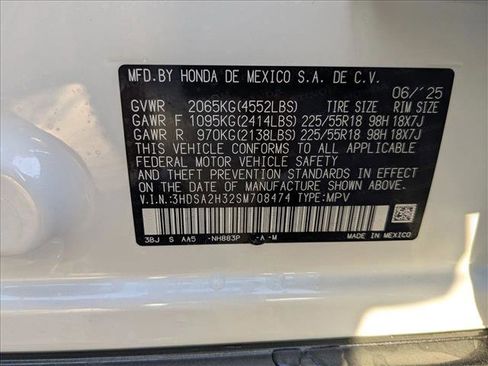 MFD.BY HONDA DE MEXICO S.A. DE C.V.
06/'25
GVWR 2065KG(4552LBS) TIRE SIZE RIM SIZE
GAWR F 1095KG(2414LBS) 225/55R18 98H 18X7J
GAWR R 970KG(2138LBS) 225/55R18 98H 18X7J
THIS VEHICLE CONFORMS TO ALL APPLICABLE
FEDERAL MOTOR VEHICLE SAFETY
AND THEFT PREVENTION STANDARDS IN EFFECT
ON THE DATE OF MANUFACTURE SHOWN ABOVE.
V.I.N:3HDSA2H32SM708474 TYPE:MPV
3BJ S AA5 -NH883P -A-M
MADE IN
MEXICO